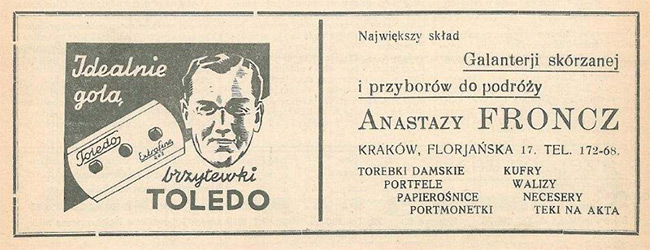 Idealnie
golą,
Toledo
Extrafine
brzytewki
TOLEDO
Największy skład
Galanterji skórzanej
i przyborów do podróży
ANASTAZY FRONCZ
KRAKÓW, FLORJAŃSKA 17. TEL. 172-68.
TOREBKI DAMSKIE KUFRY
PORTFELE WALIZY
PAPIEROŚNICE NECESERY
PORTMONETKI TEKI NA AKTA